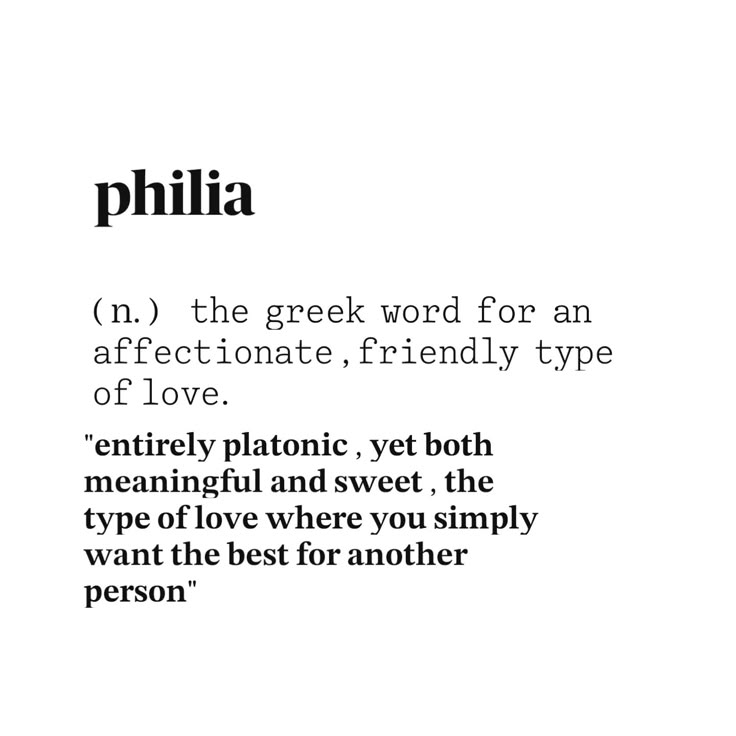 philia
(n.) the greek word for an
affectionate,friendly type
of love.
"entirely platonic , yet both
meaningful and sweet , the
type of love where you simply
want the best for another
person"